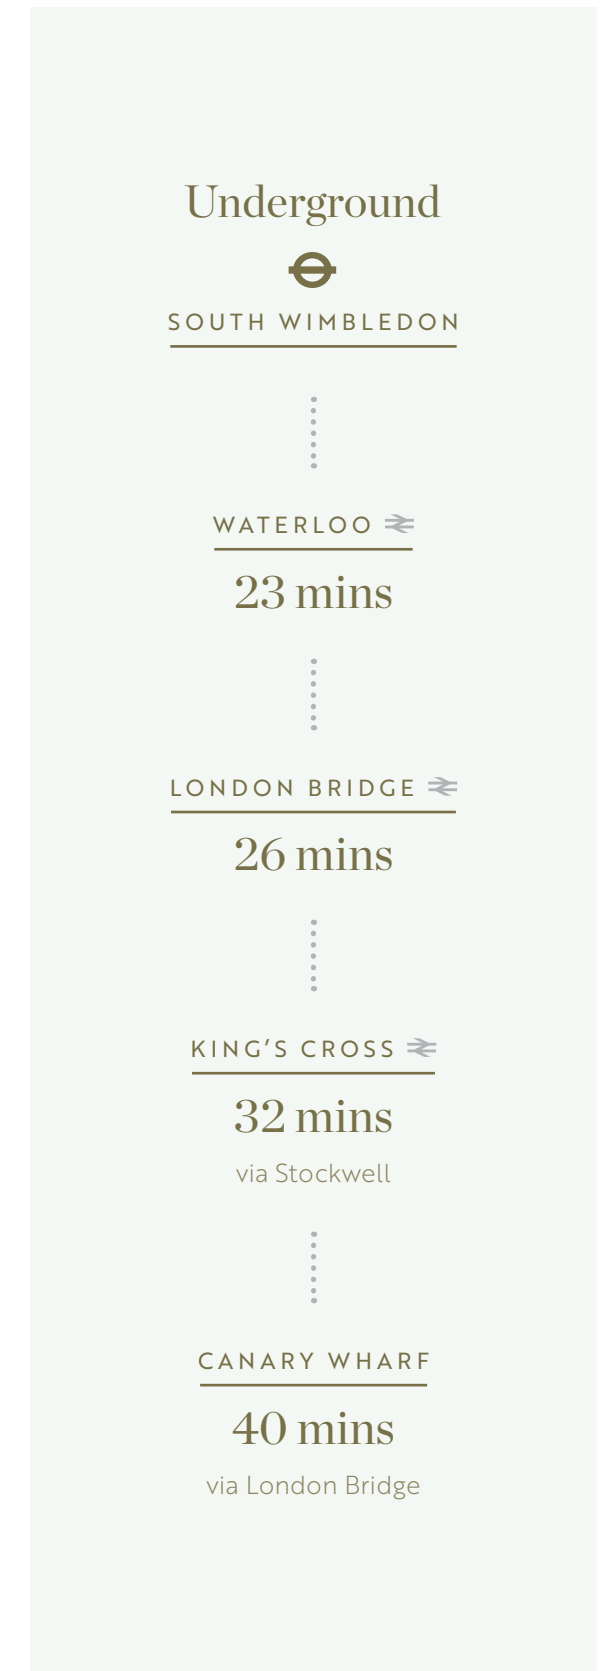 Underground
SOUTH WIMBLEDON
WATERLOO
23 mins
LONDON BRIDGE
26 mins
KING’S CROSS
32 mins
via Stockwell
CANARY WHARF
40 mins
via London Bridge